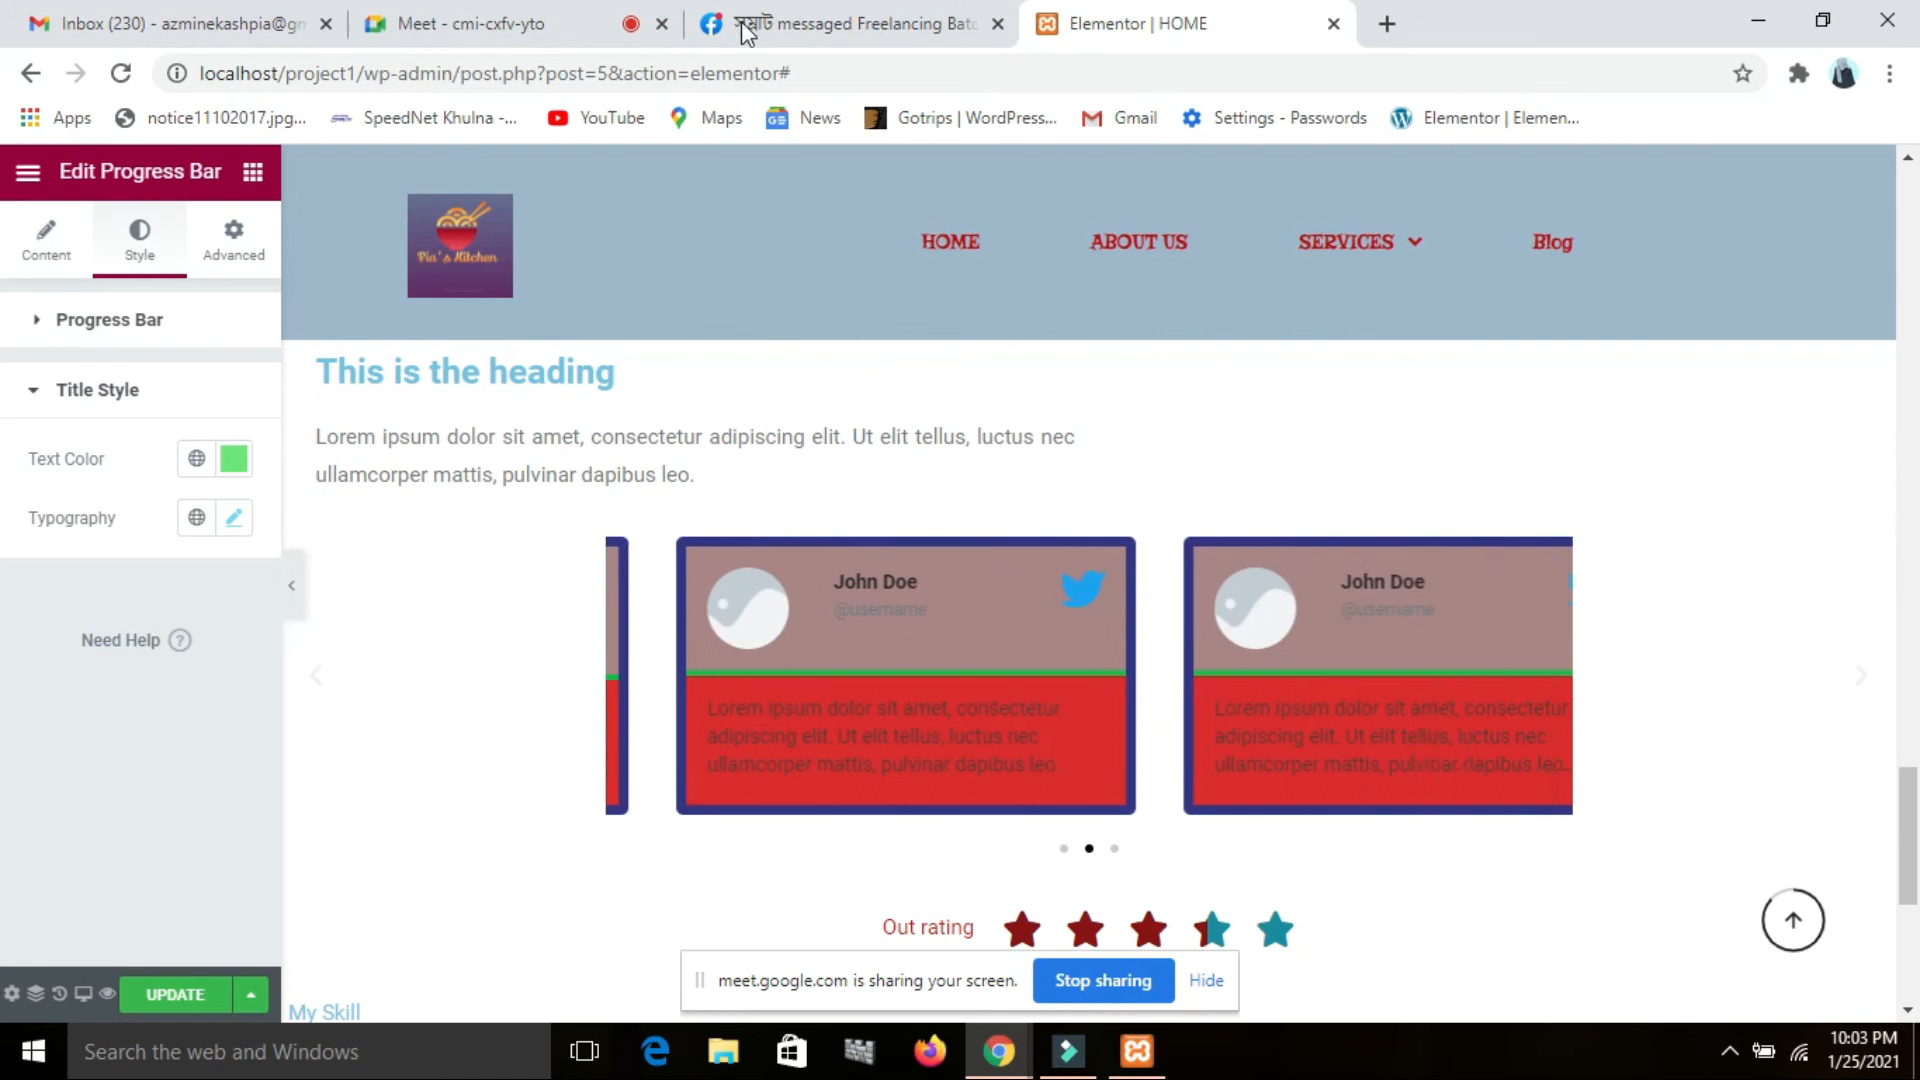 Inbox (230) - azminekashpia@gm
Meet - cmi-cxfv-yto
সম্রাট messaged Freelancing Batc
Elementor | HOME
localhost/project1/wp-admin/post.php?post=5&action=elementor#
Apps
notice11102017.jpg...
SpeedNet Khulna -...
YouTube
Maps
News
Gotrips | WordPress...
Gmail
Settings - Passwords
Elementor | Elemen...
Edit Progress Bar
Content
Style
Advanced
Progress Bar
Title Style
Text Color
Typography
Need Help ?
UPDATE
Pia's Kitchen
HOME
ABOUT US
SERVICES
Blog
This is the heading
Lorem ipsum dolor sit amet, consectetur adipiscing elit. Ut elit tellus, luctus nec
ullamcorper mattis, pulvinar dapibus leo.
John Doe
@username
Lorem ipsum dolor sit amet, consectetur
adipiscing elit. Ut elit tellus, luctus nec
ullamcorper mattis, pulvinar dapibus leo.
John Doe
@username
Lorem ipsum dolor sit amet, consectetur
adipiscing elit. Ut elit tellus, luctus nec
ullamcorper mattis, pulvinar dapibus leo.
Out rating
meet.google.com is sharing your screen.
Stop sharing
Hide
My Skill
Search the web and Windows
10:03 PM
1/25/2021